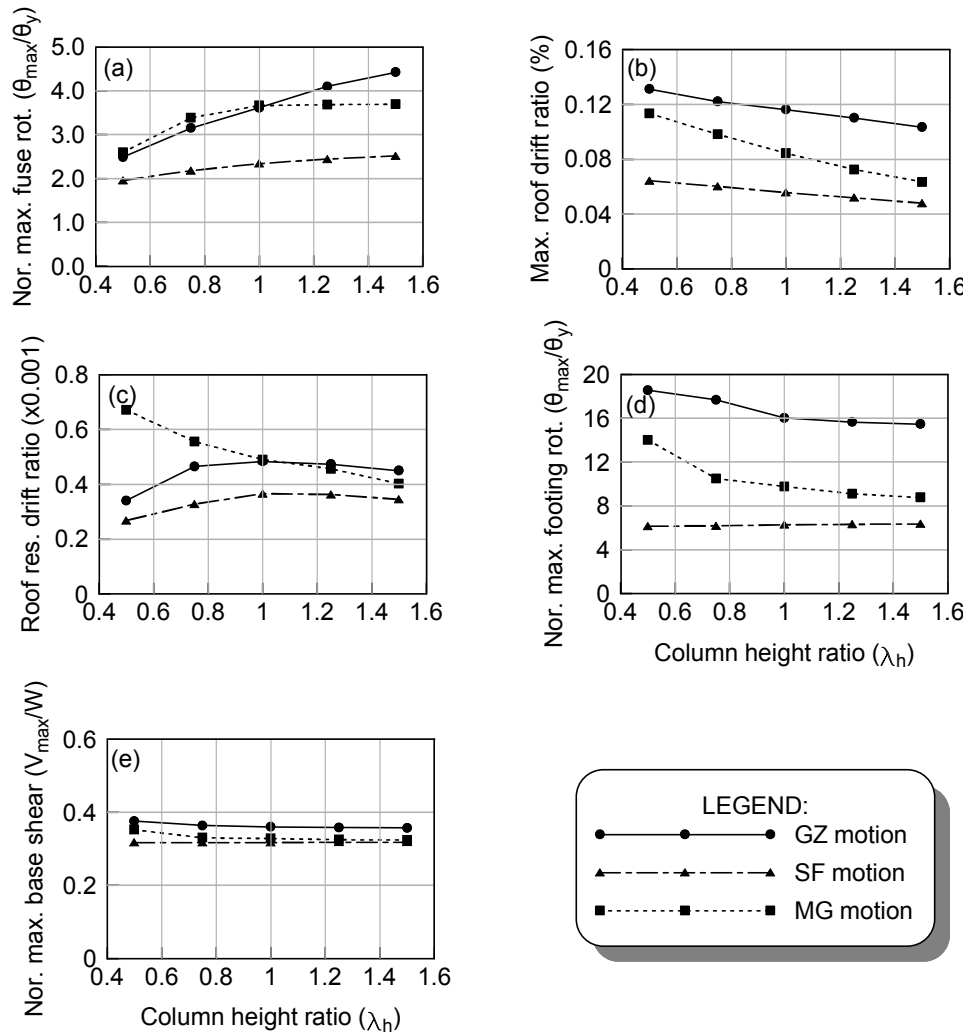 (a)
Nor. max. fuse rot. (θmax/θy)
5.0
4.0
3.0
2.0
1.0
0.0
0.4 0.6 0.8 1 1.2 1.4 1.6
(b)
Max. roof drift ratio (%)
0.16
0.12
0.08
0.04
0
0.4 0.6 0.8 1 1.2 1.4 1.6
(c)
Roof res. drift ratio (x0.001)
0.8
0.6
0.4
0.2
0
0.4 0.6 0.8 1 1.2 1.4 1.6
(d)
Nor. max. footing rot. (θmax/θy)
20
16
12
8
4
0
0.4 0.6 0.8 1 1.2 1.4 1.6
Column height ratio (λh)
(e)
Nor. max. base shear (Vmax/W)
0.6
0.4
0.2
0
0.4 0.6 0.8 1 1.2 1.4 1.6
Column height ratio (λh)
LEGEND:
GZ motion
SF motion
MG motion